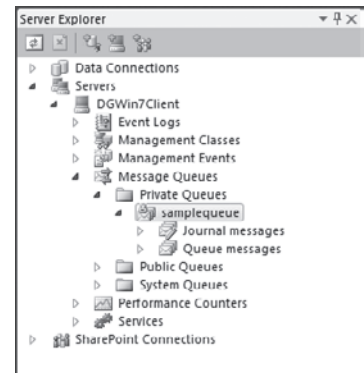 Server Explorer
Data Connections
Servers
DGWin7Client
Event Logs
Management Classes
Management Events
Message Queues
Private Queues
samplequeue
Journal messages
Queue messages
Public Queues
System Queues
Performance Counters
Services
SharePoint Connections